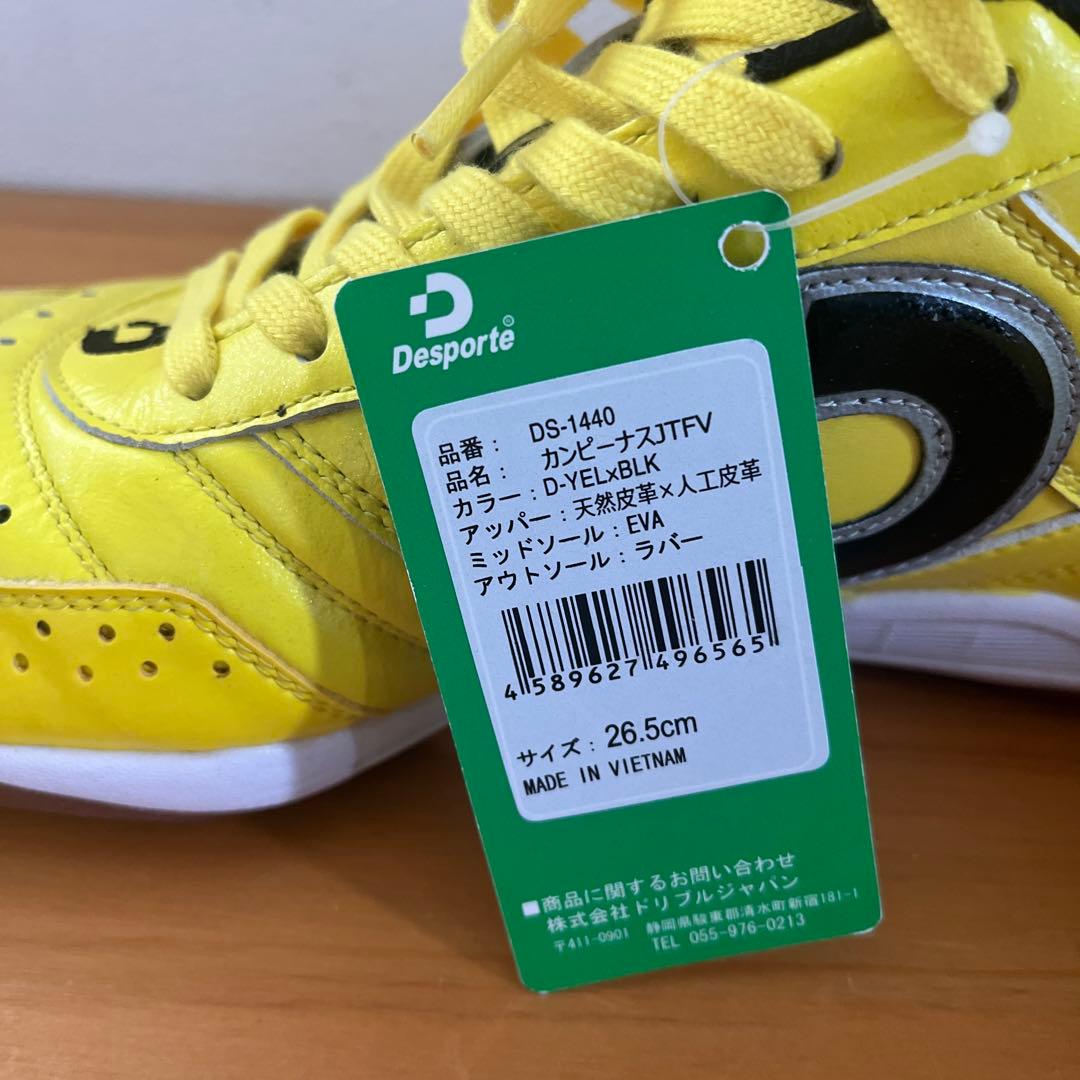 Desporte
品番： DS-1440
品名： カンピーナスJTFV
カラー：D-YELxBLK
アッパー：天然皮革×人工皮革
ミッドソール：EVA
アウトソール：ラバー
4 589627 496565
サイズ：26.5cm
MADE IN VIETNAM
■商品に関するお問い合わせ
株式会社ドリブルジャパン
〒411-0901 静岡県駿東郡清水町新宿181-1
TEL 055-976-0213